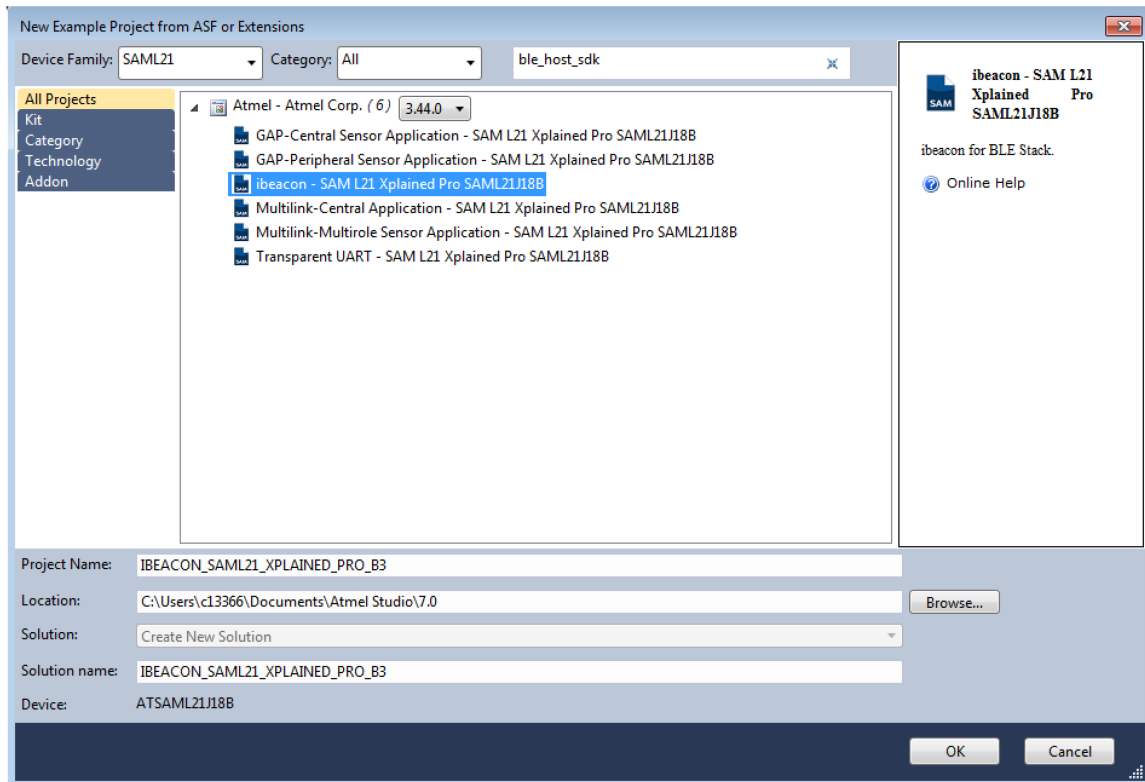 New Example Project from ASF or Extensions
Device Family: SAML21 Category: All ble_host_sdk
All Projects
Kit
Category
Technology
Addon
Atmel - Atmel Corp. (6) 3.44.0
GAP-Central Sensor Application - SAM L21 Xplained Pro SAML21J18B
GAP-Peripheral Sensor Application - SAM L21 Xplained Pro SAML21J18B
ibeacon - SAM L21 Xplained Pro SAML21J18B
Multilink-Central Application - SAM L21 Xplained Pro SAML21J18B
Multilink-Multirole Sensor Application - SAM L21 Xplained Pro SAML21J18B
Transparent UART - SAM L21 Xplained Pro SAML21J18B
SAM
ibeacon - SAM L21
Xplained Pro
SAML21J18B
ibeacon for BLE Stack.
Online Help
Project Name: IBEACON_SAML21_XPLAINED_PRO_B3
Location: C:\Users\c13366\Documents\Atmel Studio\7.0 Browse...
Solution: Create New Solution
Solution name: IBEACON_SAML21_XPLAINED_PRO_B3
Device: ATSAML21J18B
OK Cancel